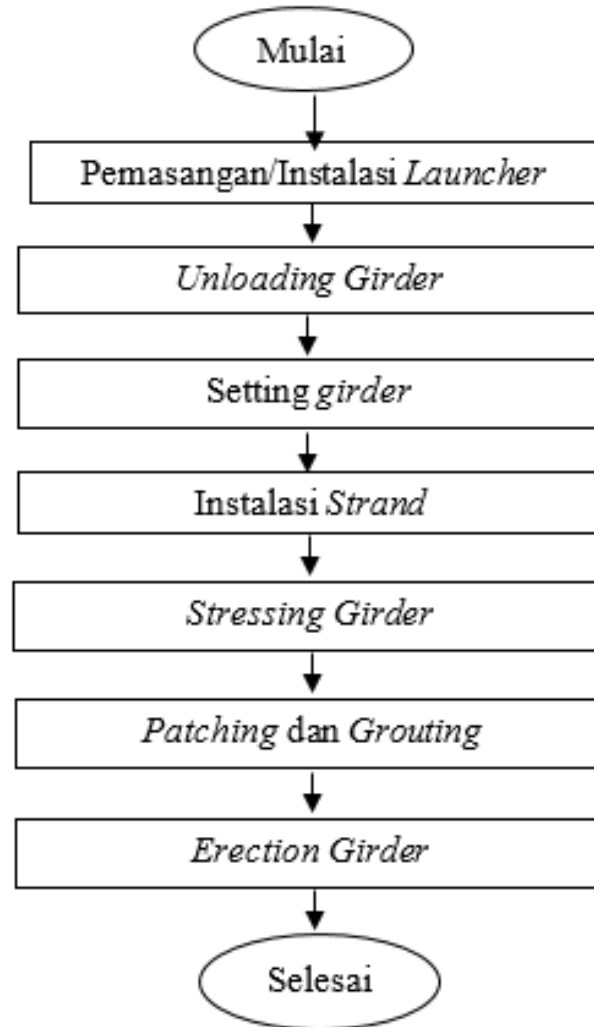 Mulai
Pemasangan/Instalasi Launcher
Unloading Girder
Setting girder
Instalasi Strand
Stressing Girder
Patching dan Grouting
Erection Girder
Selesai